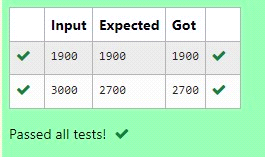 Input Expected Got
1900 1900 1900
3000 2700 2700
Passed all tests!